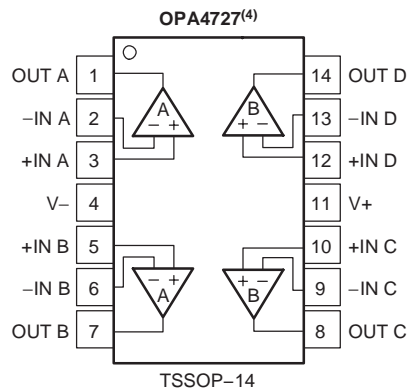 OPA4727(4)
OUT A 1 14 OUT D
−IN A 2 A B 13 −IN D
− + + −
+IN A 3 12 +IN D
V− 4 11 V+
+IN B 5 10 +IN C
− + + −
−IN B 6 A B 9 −IN C
OUT B 7 8 OUT C
TSSOP−14